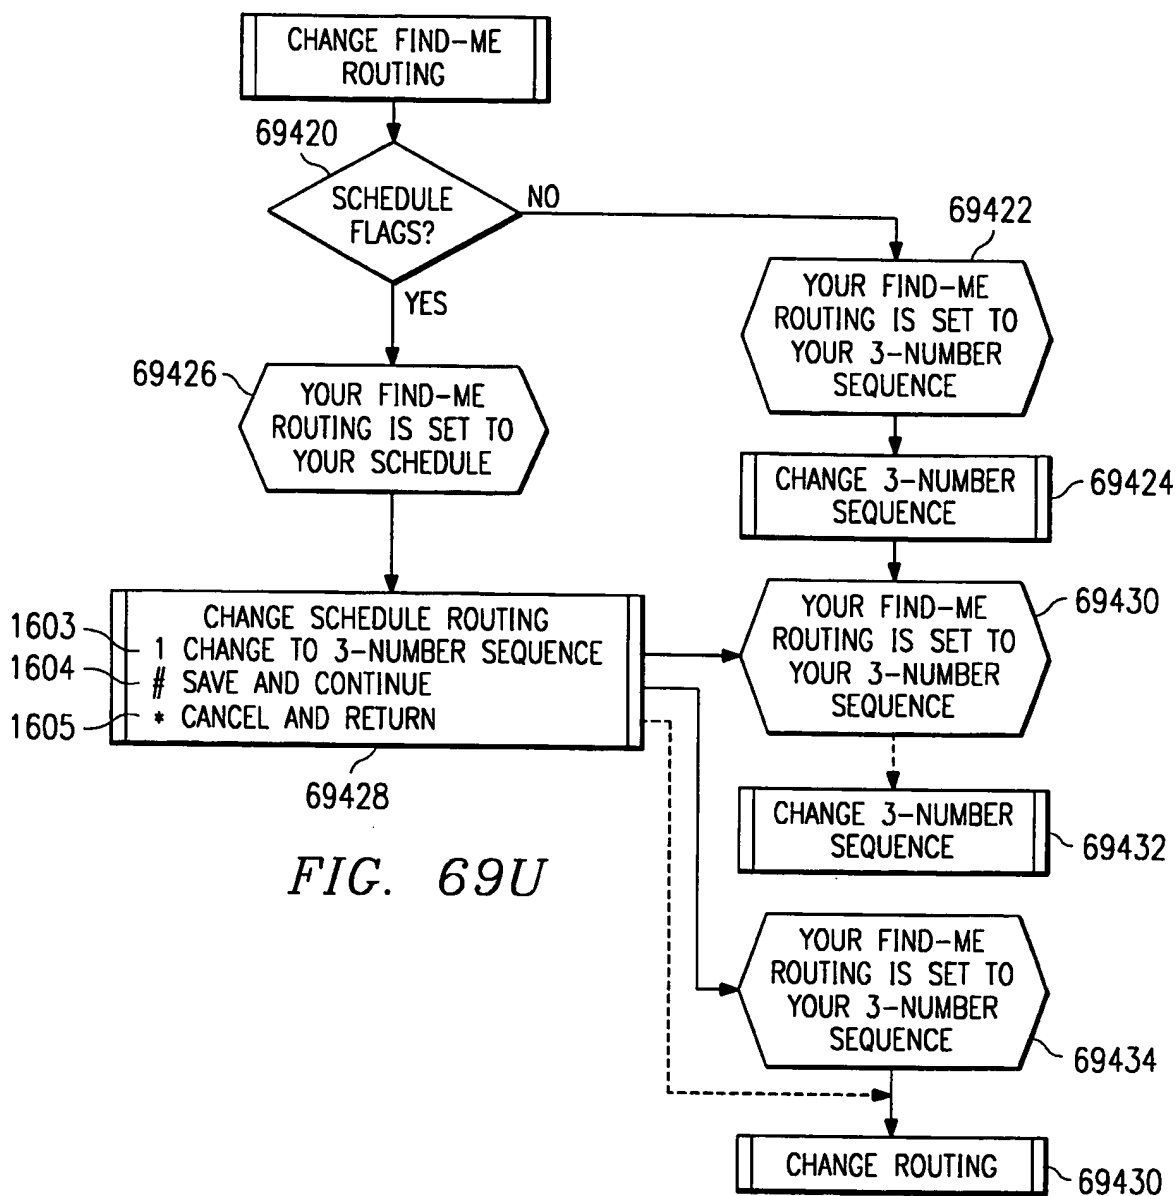 CHANGE FIND-ME
ROUTING
69420
SCHEDULE
FLAGS?
NO
YES
69422
YOUR FIND-ME
ROUTING IS SET TO
YOUR 3-NUMBER
SEQUENCE
69426
YOUR FIND-ME
ROUTING IS SET TO
YOUR SCHEDULE
CHANGE 3-NUMBER
SEQUENCE
69424
CHANGE SCHEDULE ROUTING
1603
1 CHANGE TO 3-NUMBER SEQUENCE
1604
# SAVE AND CONTINUE
1605
* CANCEL AND RETURN
69428
YOUR FIND-ME
ROUTING IS SET TO
YOUR 3-NUMBER
SEQUENCE
69430
CHANGE 3-NUMBER
SEQUENCE
69432
FIG. 69U
YOUR FIND-ME
ROUTING IS SET TO
YOUR 3-NUMBER
SEQUENCE
69434
CHANGE ROUTING
69430